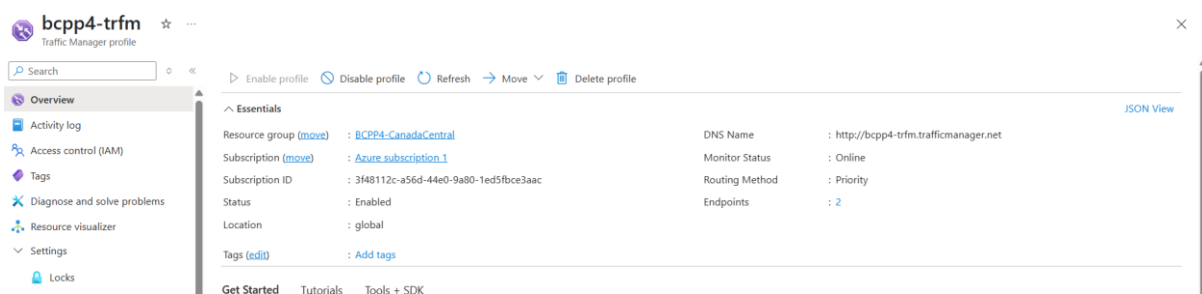 bcpp4-trfm
Traffic Manager profile
Search
Overview
Activity log
Access control (IAM)
Tags
Diagnose and solve problems
Resource visualizer
Settings
Locks
Enable profile Disable profile Refresh Move Delete profile
Essentials JSON View
Resource group (move) : BCPP4-CanadaCentral
Subscription (move) : Azure subscription 1
Subscription ID : 3f48112c-a56d-44e0-9a80-1ed5fbce3aac
Status : Enabled
Location : global
DNS Name : http://bcpp4-trfm.trafficmanager.net
Monitor Status : Online
Routing Method : Priority
Endpoints : 2
Tags (edit) : Add tags
Get Started Tutorials Tools + SDK